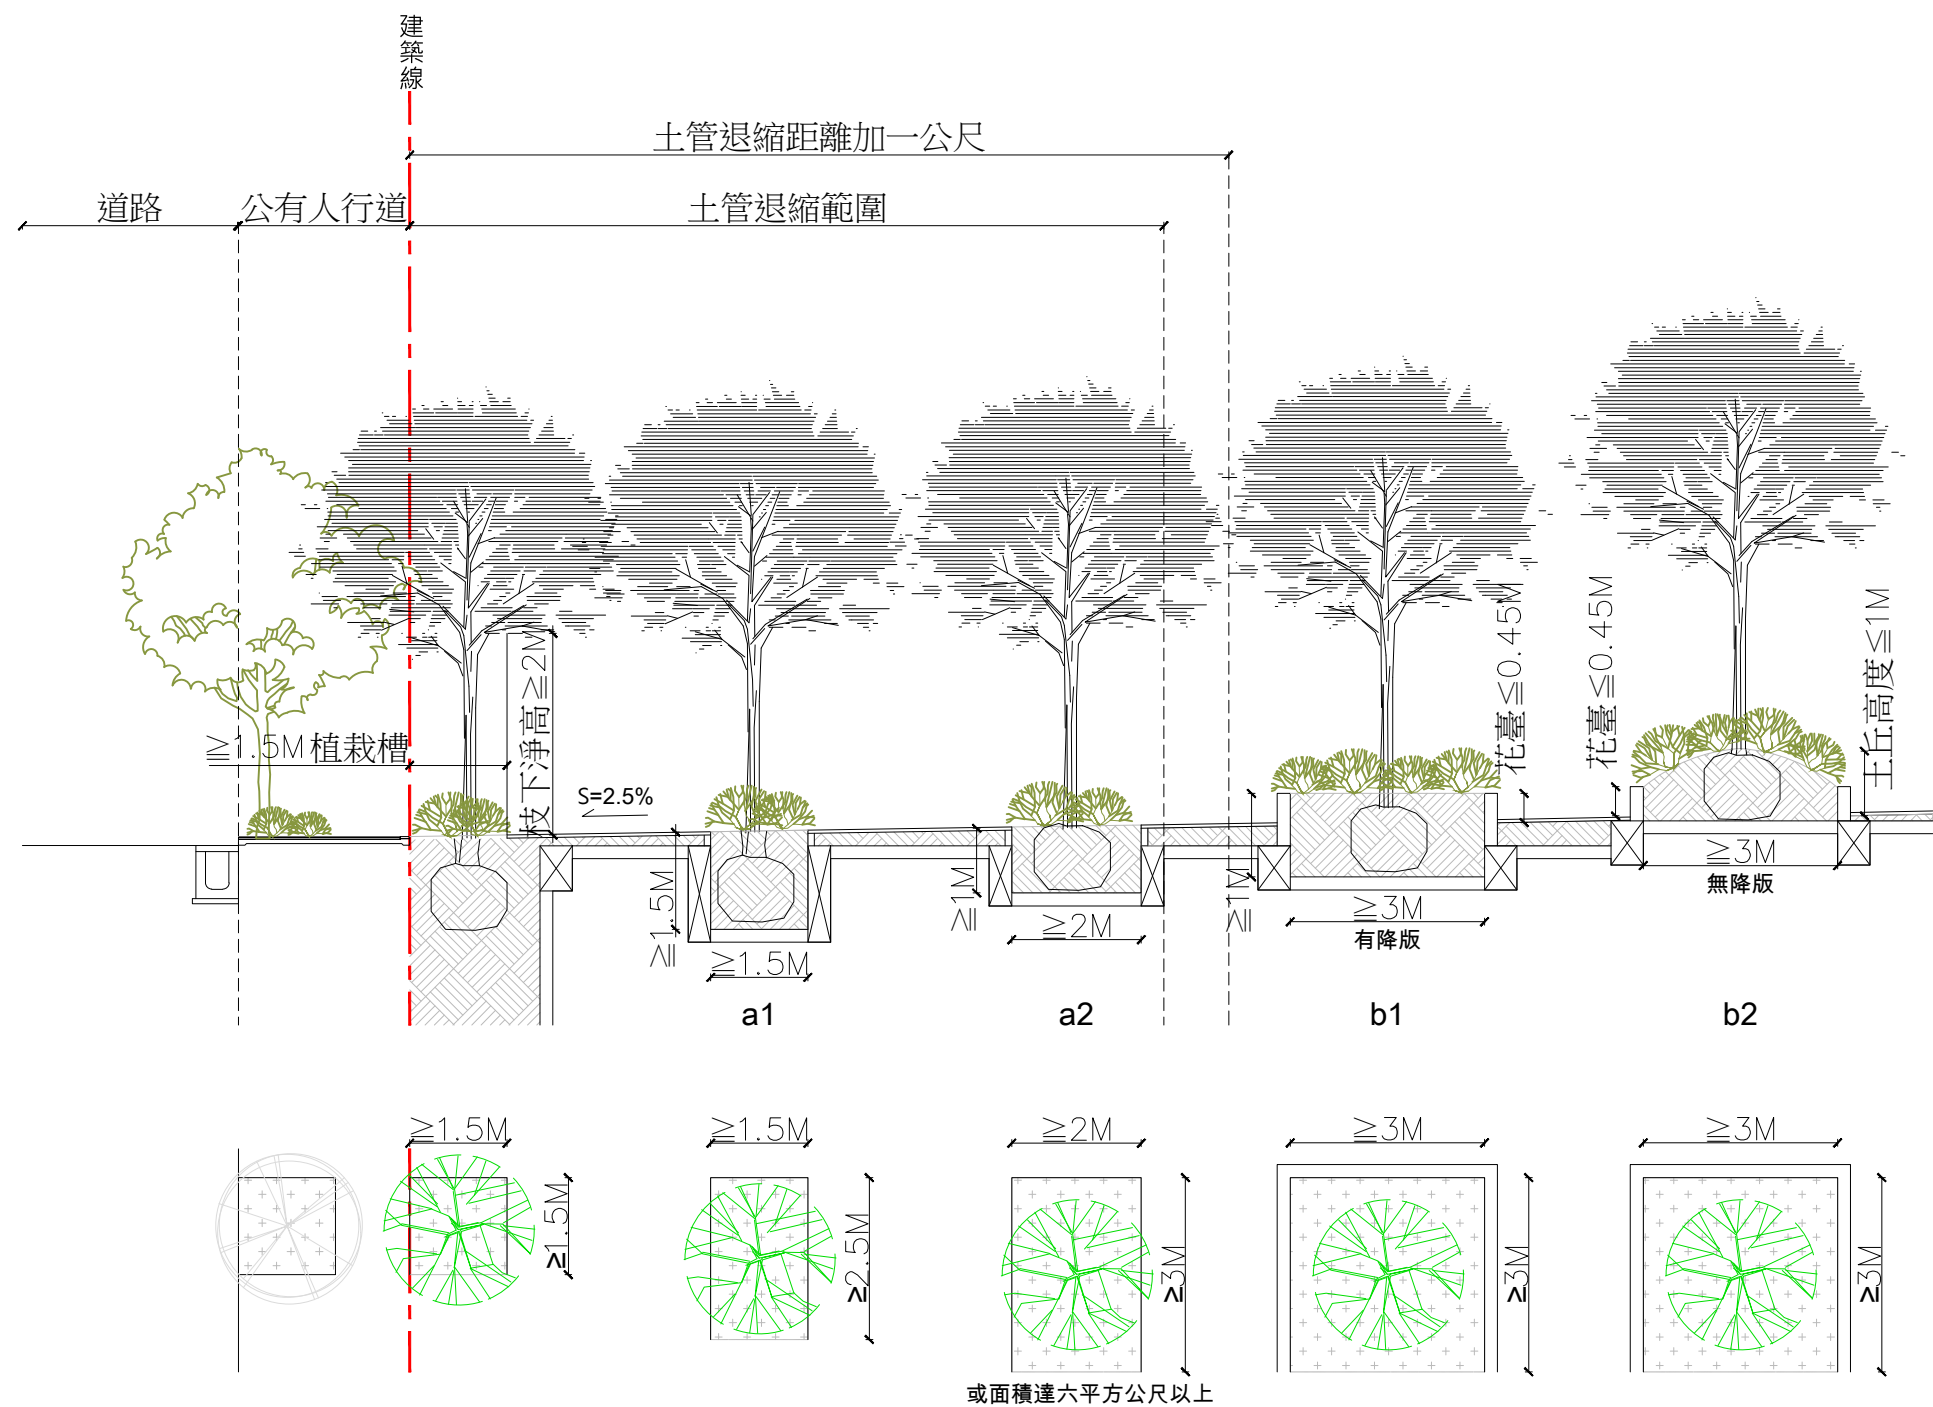 建築線
土管退縮距離加一公尺
道路
公有人行道
土管退縮範圍
≧1.5M植栽槽
枝下淨高≧2M
S=2.5%
花臺≦0.45M
花臺≦0.45M
土丘高度≦1M
≧1.5M
≧1.5M
≧1M
≧2M
≧1M
≧3M
有降版
≧3M
無降版
a1
a2
b1
b2
≧1.5M
≧1.5M
≧2M
≧3M
≧3M
≥1.5M
≥2.5M
≥3M
≥3M
≥3M
或面積達六平方公尺以上